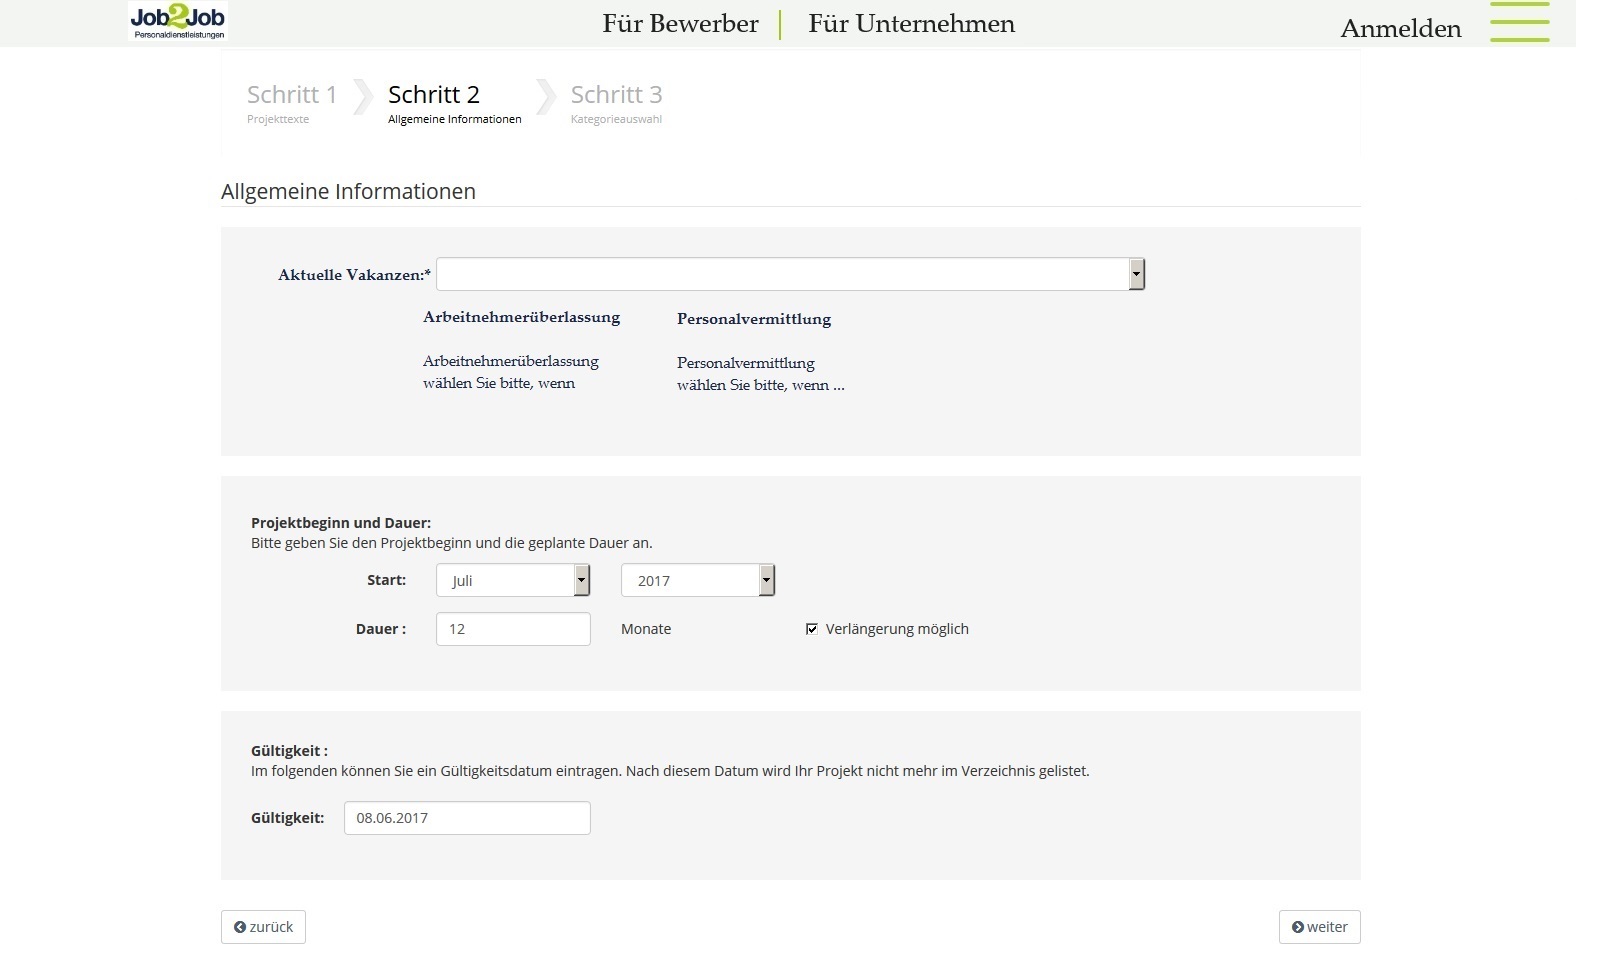 Job2Job
Personaldienstleistungen
Für Bewerber Für Unternehmen
Anmelden
Schritt 1 Schritt 2 Schritt 3
Projekttexte Allgemeine Informationen Kategorieauswahl
Allgemeine Informationen
Aktuelle Vakanzen:*
Arbeitnehmerüberlassung
Arbeitnehmerüberlassung
wählen Sie bitte, wenn
Personalvermittlung
Personalvermittlung
wählen Sie bitte, wenn ...
Projektbeginn und Dauer:
Bitte geben Sie den Projektbeginn und die geplante Dauer an.
Start: Juli 2017
Dauer : 12 Monate Verlängerung möglich
Gültigkeit :
Im folgenden können Sie ein Gültigkeitsdatum eintragen. Nach diesem Datum wird Ihr Projekt nicht mehr im Verzeichnis gelistet.
Gültigkeit: 08.06.2017
zurück weiter